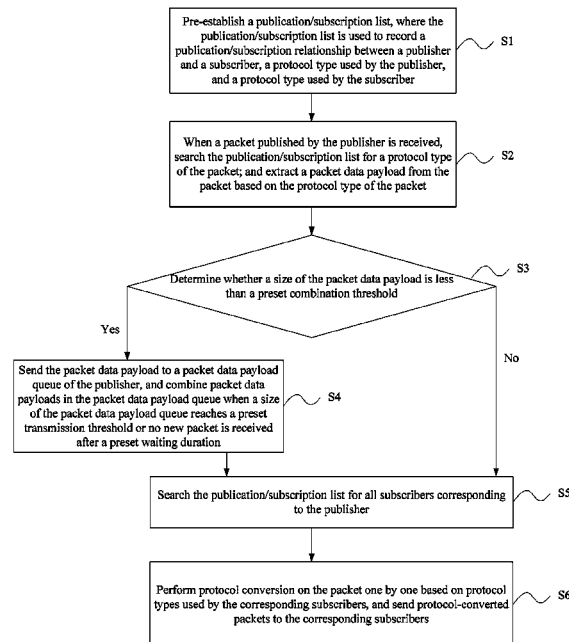 Pre-establish a publication/subscription list, where the
publication/subscription list is used to record a
publication/subscription relationship between a publisher
and a subscriber, a protocol type used by the publisher,
and a protocol type used by the subscriber
S1
When a packet published by the publisher is received,
search the publication/subscription list for a protocol type
of the packet; and extract a packet data payload from the
packet based on the protocol type of the packet
S2
Determine whether a size of the packet data payload is less
than a preset combination threshold
S3
Yes
No
Send the packet data payload to a packet data payload
queue of the publisher, and combine packet data
payloads in the packet data payload queue when a size
of the packet data payload queue reaches a preset
transmission threshold or no new packet is received
after a preset waiting duration
S4
Search the publication/subscription list for all subscribers corresponding
to the publisher
S5
Perform protocol conversion on the packet one by one based on protocol
types used by the corresponding subscribers, and send protocol-converted
packets to the corresponding subscribers
S6